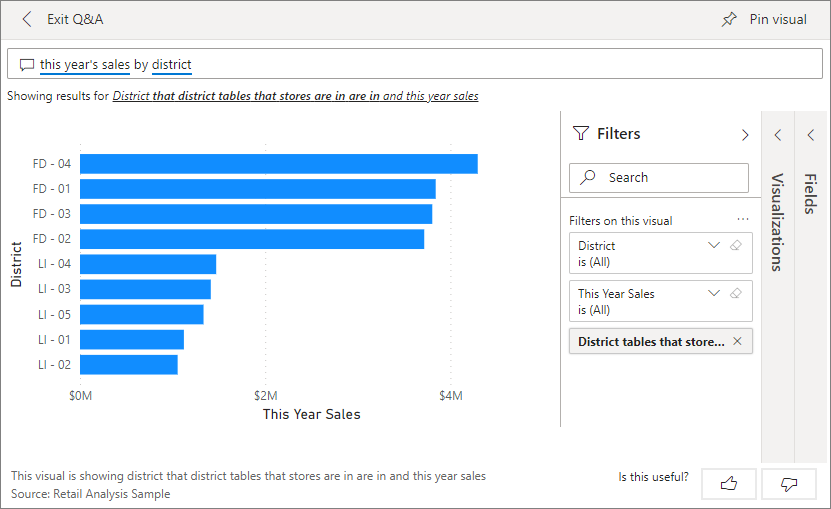 Exit Q&A
Pin visual
this year's sales by district
Showing results for District that district tables that stores are in are in and this year sales
District
FD - 04
FD - 01
FD - 03
FD - 02
LI - 04
LI - 03
LI - 05
LI - 01
LI - 02
$0M
$2M
$4M
This Year Sales
Filters
Search
Filters on this visual
...
District
is (All)
This Year Sales
is (All)
District tables that store...
Visualizations
Fields
This visual is showing district that district tables that stores are in are in and this year sales
Source: Retail Analysis Sample
Is this useful?